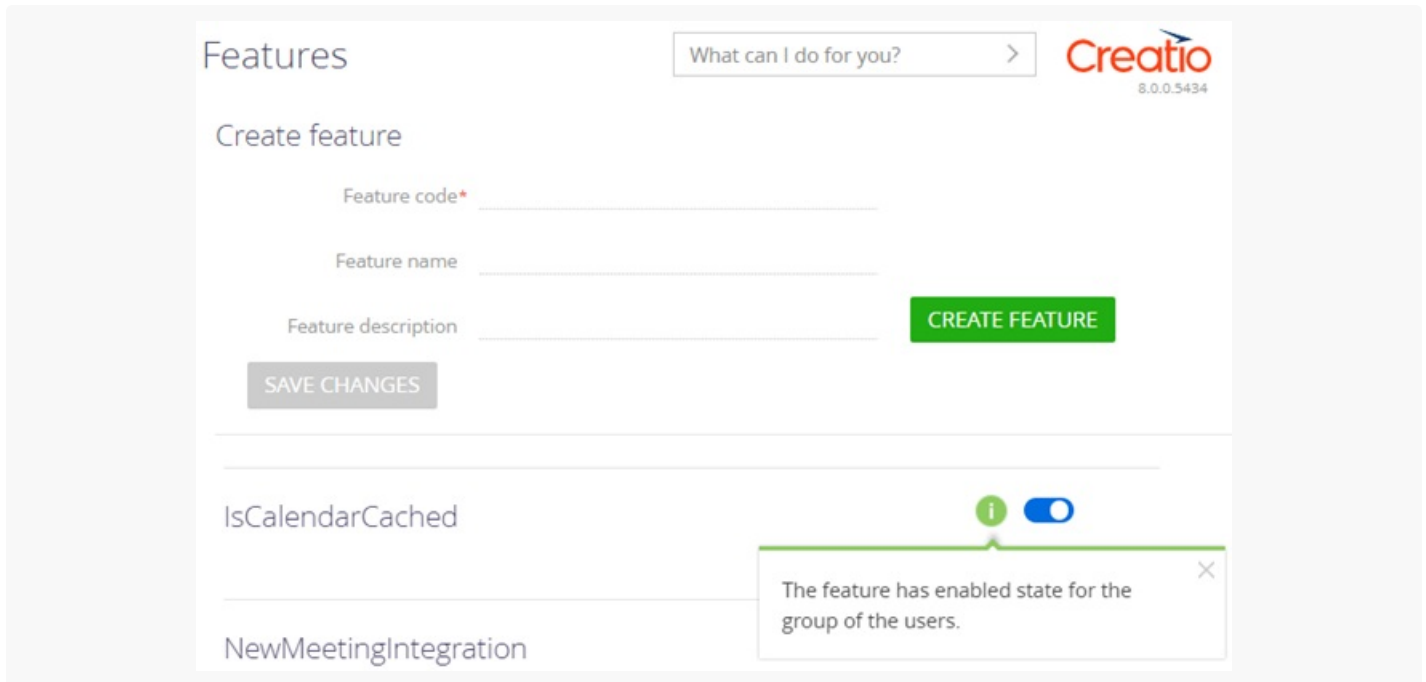 Features
What can I do for you?
Creatio
8.0.0.5434
Create feature
Feature code*
Feature name
Feature description
CREATE FEATURE
SAVE CHANGES
IsCalendarCached
i
The feature has enabled state for the
group of the users.
NewMeetingIntegration